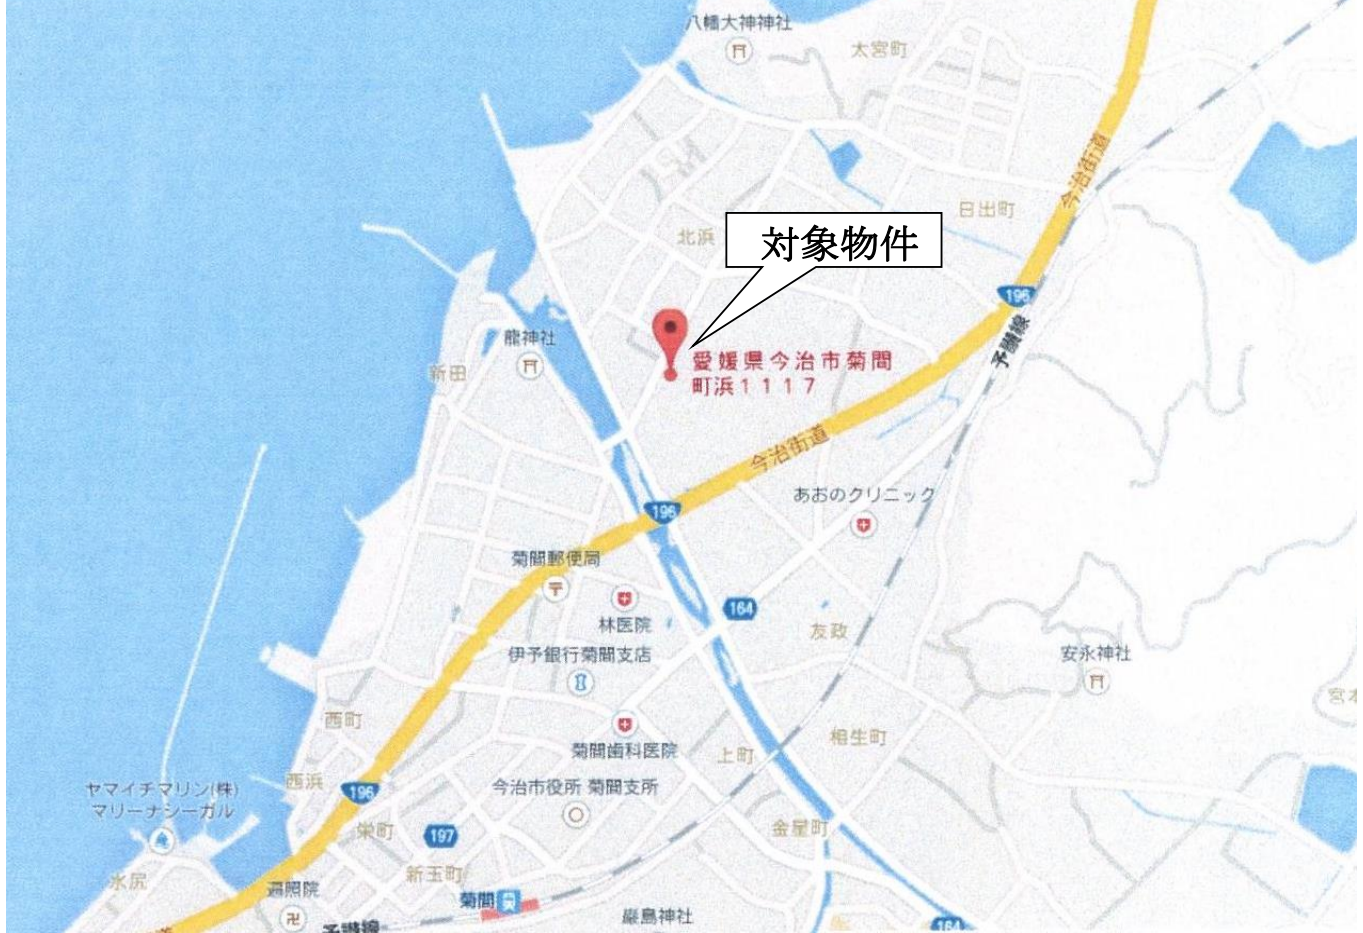 八幡大神神社
太宮町
今治街道
日出町
北浜
対象物件
196
予讃線
龍神社
愛媛県今治市菊間
町浜1117
新田
今治街道
あおのクリニック
196
菊間郵便局
164
林医院
友政
伊予銀行菊間支店
安永神社
宮本
西町
菊間歯科医院
相生町
上町
西浜
ヤマイチマリン(株)
マリーナシーガル
196
今治市役所 菊間支所
栄町
197
金屋町
新玉町
水尻
遍照院
菊間
厳島神社
予讃線
164
道